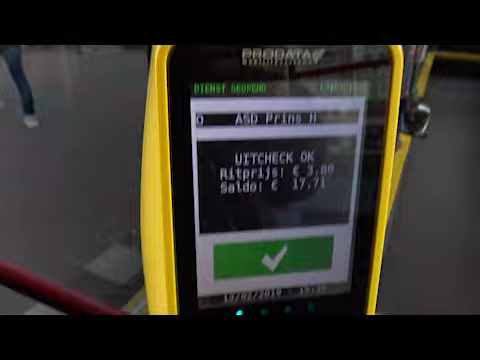 PRODATA
DIENST GEOPEND
ASD Prins H
UITCHECK OK
Ritprijs: € 3,80
Saldo: € 17,71